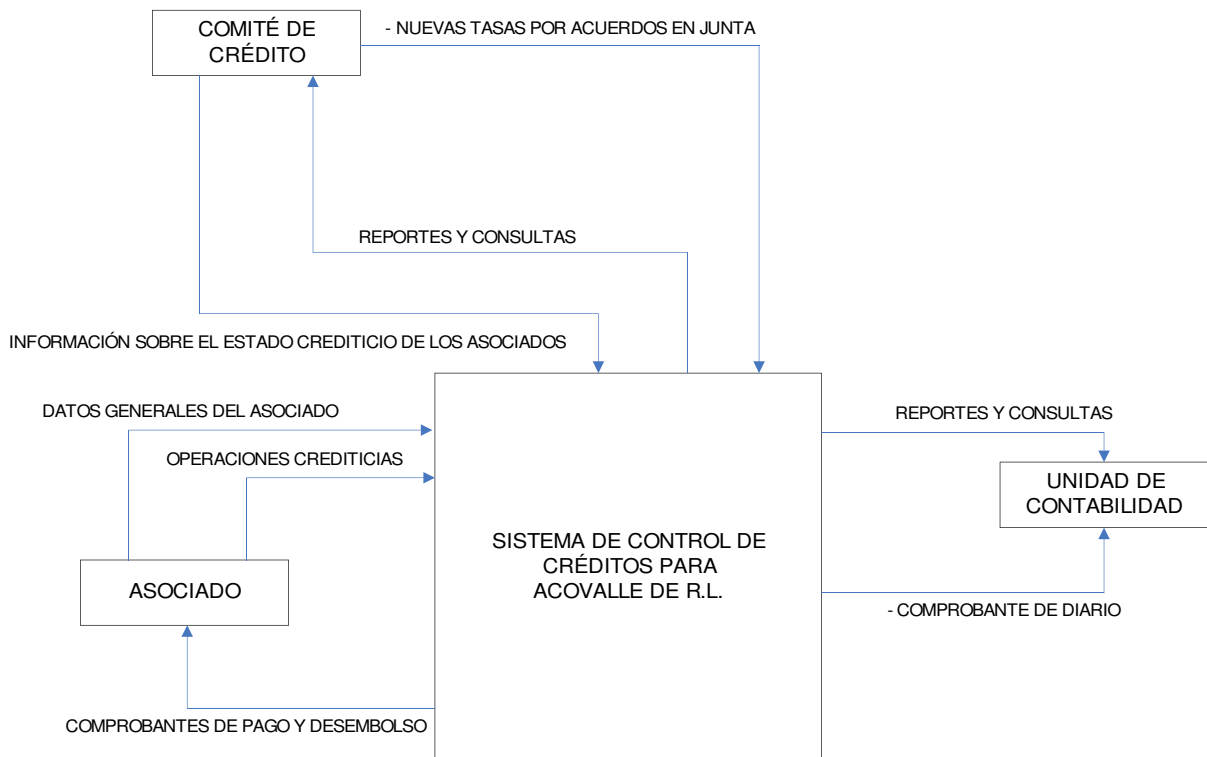 COMITÉ DE
CRÉDITO
- NUEVAS TASAS POR ACUERDOS EN JUNTA
REPORTES Y CONSULTAS
INFORMACIÓN SOBRE EL ESTADO CREDITICIO DE LOS ASOCIADOS
DATOS GENERALES DEL ASOCIADO
OPERACIONES CREDITICIAS
ASOCIADO
COMPROBANTES DE PAGO Y DESEMBOLSO
SISTEMA DE CONTROL DE
CRÉDITOS PARA
ACOVALLE DE R.L.
REPORTES Y CONSULTAS
UNIDAD DE
CONTABILIDAD
- COMPROBANTE DE DIARIO